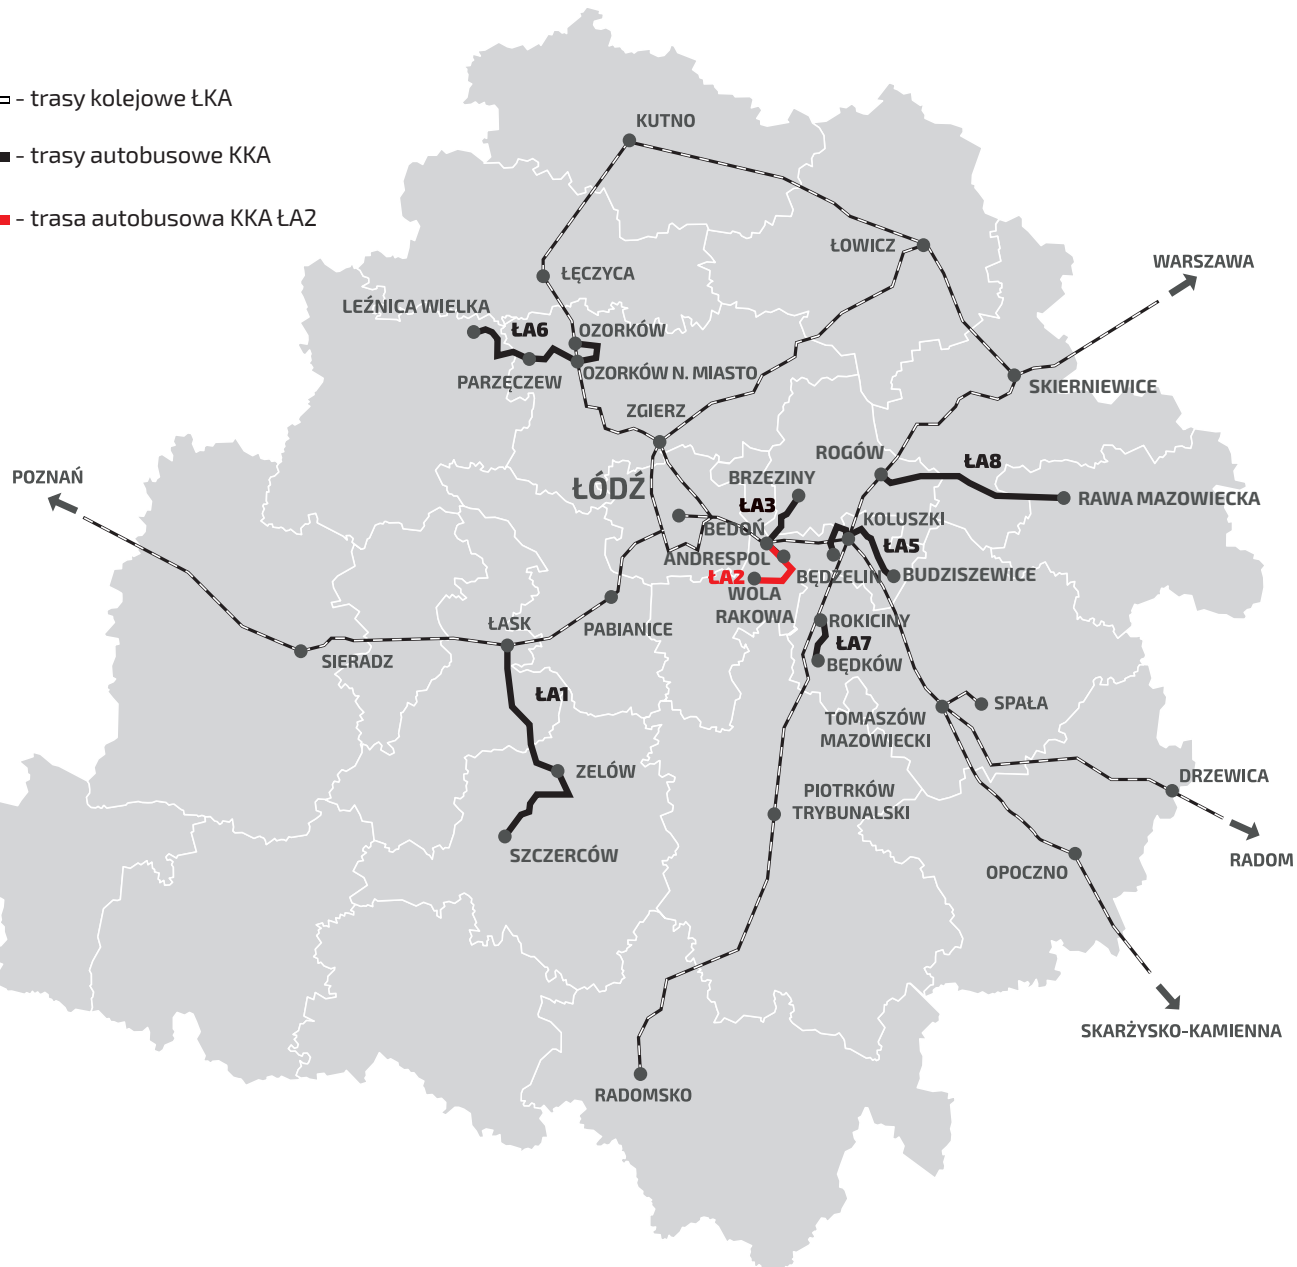 - trasy kolejowe ŁKA
- trasy autobusowe KKA
- trasa autobusowa KKA ŁA2
KUTNO
ŁOWICZ
WARSZAWA
ŁĘCZYCA
LEŹNICA WIELKA
ŁA6
OZORKÓW
PARZĘCZEW
OZORKÓW N. MIASTO
SKIERNIEWICE
ZGIERZ
ROGÓW
ŁA8
POZNAŃ
ŁÓDŹ
BRZEZINY
RAWA MAZOWIECKA
ŁA3
KOLUSZKI
BEDOŃ
ŁA5
ANDRESPOL
ŁA2
BĘDZELIN
BUDZISZEWICE
WOLA
RAKOWA
ROKICINY
ŁASK
PABIANICE
ŁA7
SIERADZ
BĘDKÓW
ŁA1
SPAŁA
TOMASZÓW
MAZOWIECKI
ZELÓW
DRZEWICA
PIOTRKÓW
TRYBUNALSKI
SZCZERCÓW
RADOM
OPOCZNO
SKARŻYSKO-KAMIENNA
RADOMSKO